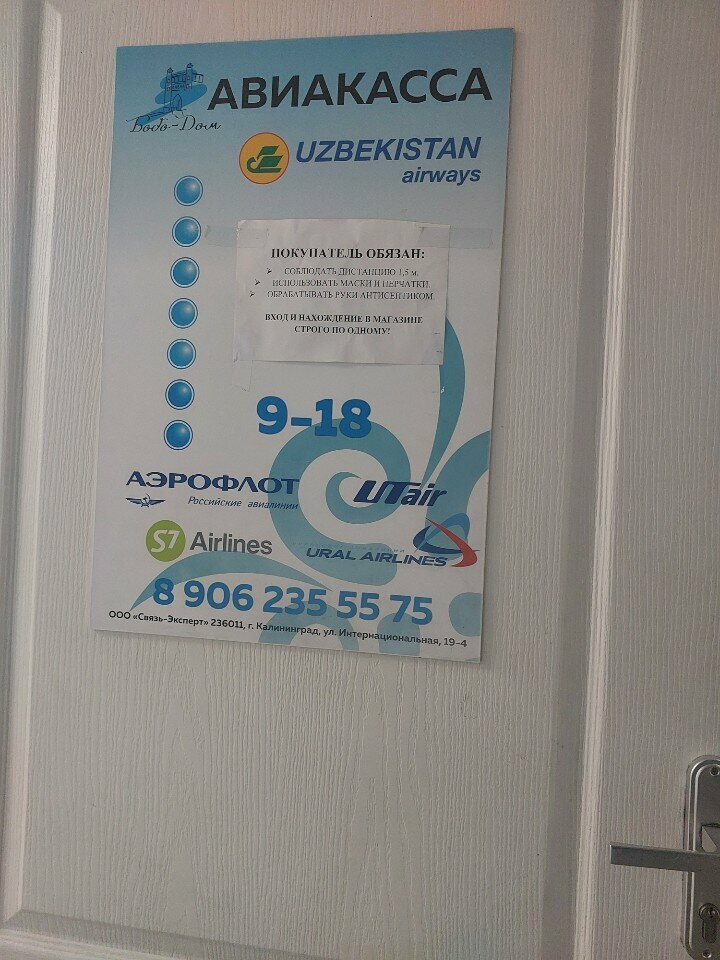 АВИАКАССА
Водо-Дом
UZBEKISTAN
airways
ПОКУПАТЕЛЬ ОБЯЗАН:
➢ СОБЛЮДАТЬ ДИСТАНЦИЮ 1,5 м.
➢ ИСПОЛЬЗОВАТЬ МАСКИ И ПЕРЧАТКИ.
➢ ОБРАБАТЫВАТЬ РУКИ АНТИСЕПТИКОМ.
ВХОД И НАХОЖДЕНИЕ В МАГАЗИНЕ
СТРОГО ПО ОДНОМУ!
9-18
АЭРОФЛОТ
Российские авиалинии
UTair
S7 Airlines
URAL AIRLINES
8 906 235 55 75
ООО «Связь-Эксперт» 236011, г. Калининград, ул. Интернациональная, 19-4